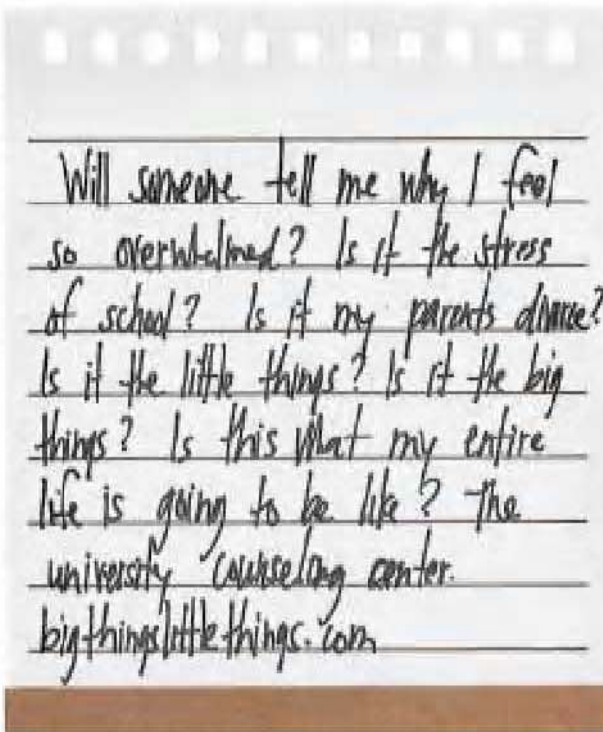 Will someone tell me why I feel
so overwhelmed? Is it the stress
of school? Is it my parents divorce?
Is it the little things? Is it the big
things? Is this what my entire
life is going to be like? The
university counseling center.
bigthingslittlethings.com